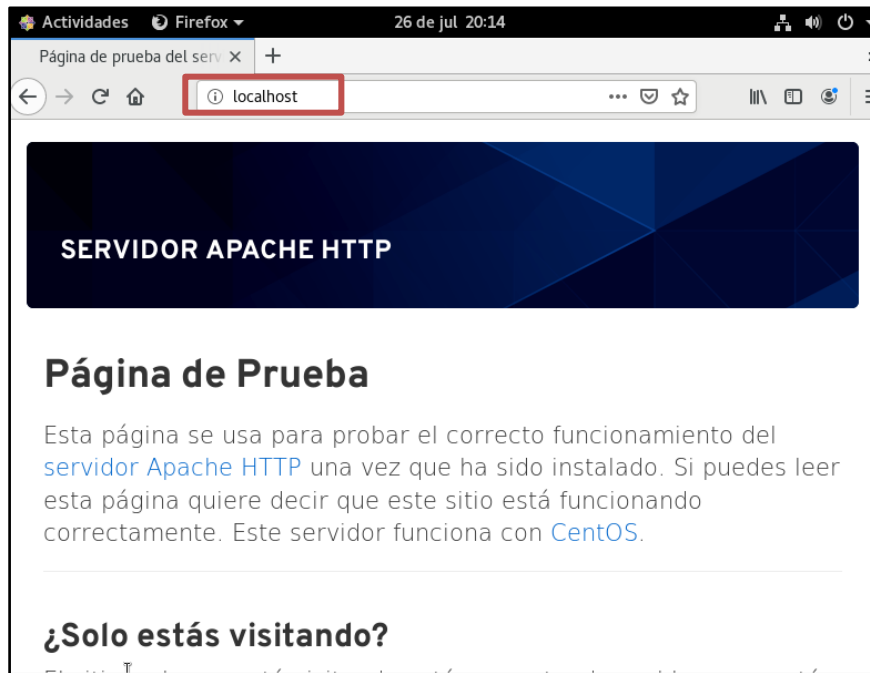 Actividades Firefox 26 de jul 20:14
Página de prueba del serv
localhost
SERVIDOR APACHE HTTP
Página de Prueba
Esta página se usa para probar el correcto funcionamiento del
servidor Apache HTTP una vez que ha sido instalado. Si puedes leer
esta página quiere decir que este sitio está funcionando
correctamente. Este servidor funciona con CentOS.
¿Solo estás visitando?